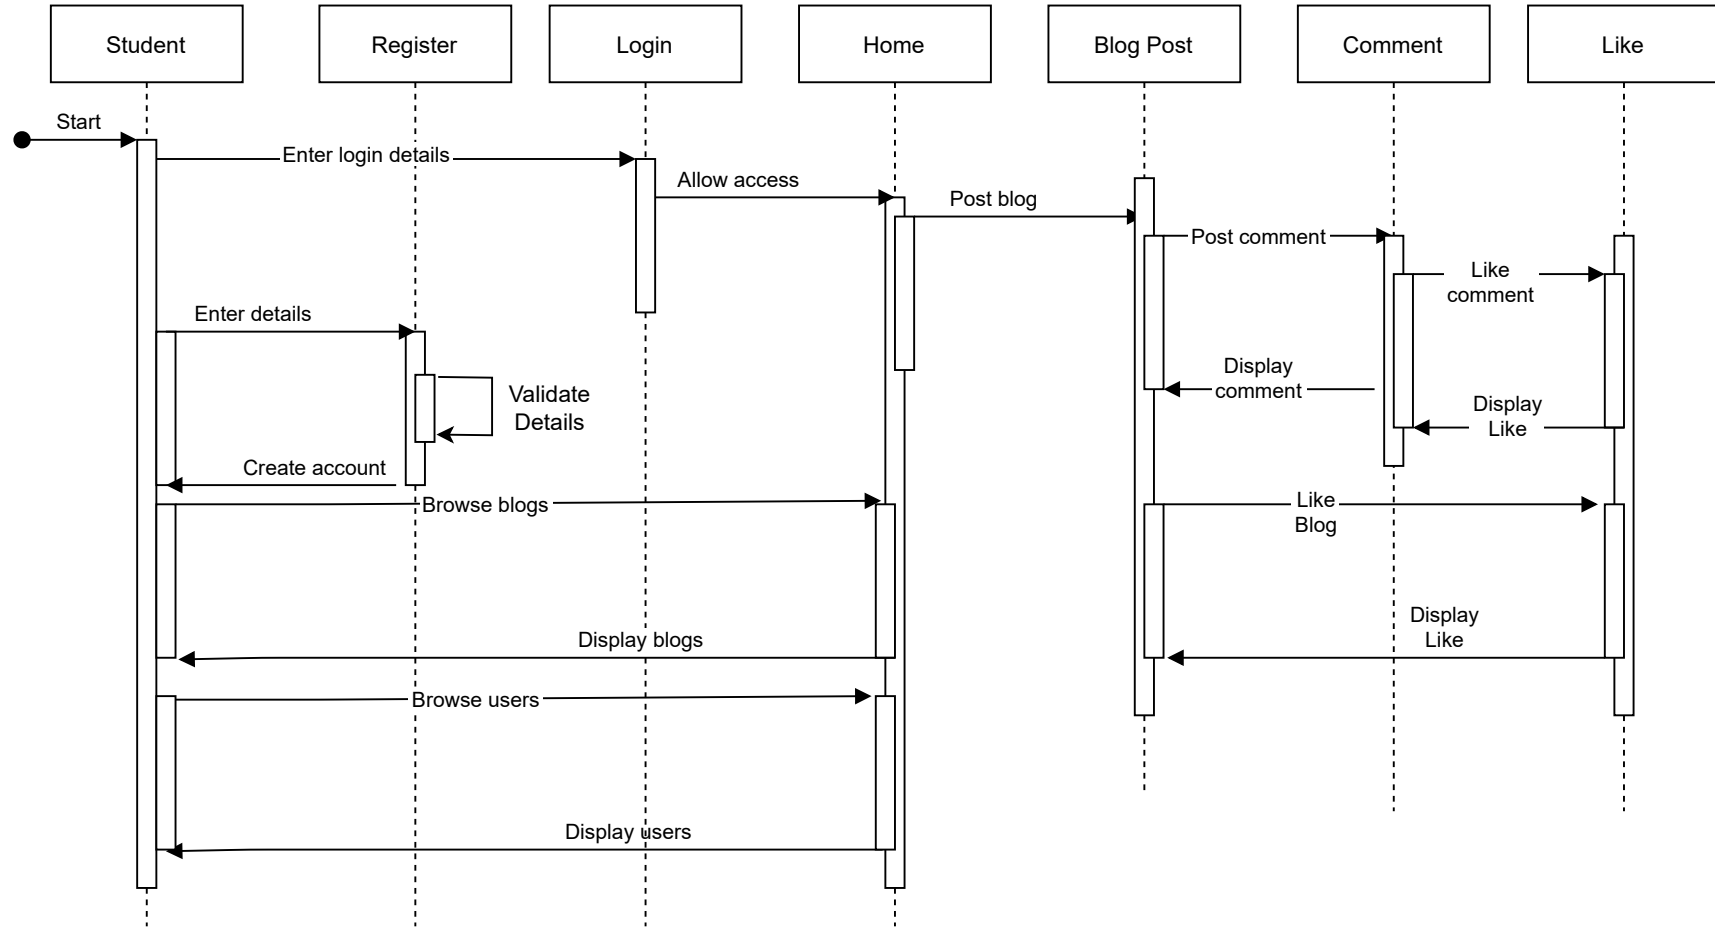 Student
Register
Login
Home
Blog Post
Comment
Like
Start
Enter login details
Allow access
Post blog
Post comment
Like
comment
Enter details
Display
comment
Validate
Details
Display
Like
Create account
Browse blogs
Like
Blog
Display blogs
Display
Like
Browse users
Display users